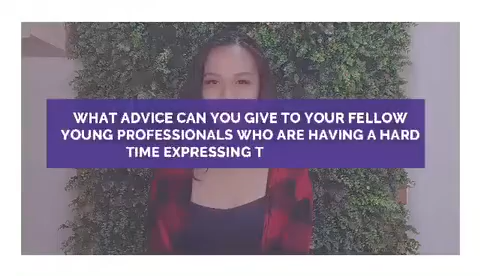 WHAT ADVICE CAN YOU GIVE TO YOUR FELLOW
YOUNG PROFESSIONALS WHO ARE HAVING A HARD
TIME EXPRESSING T